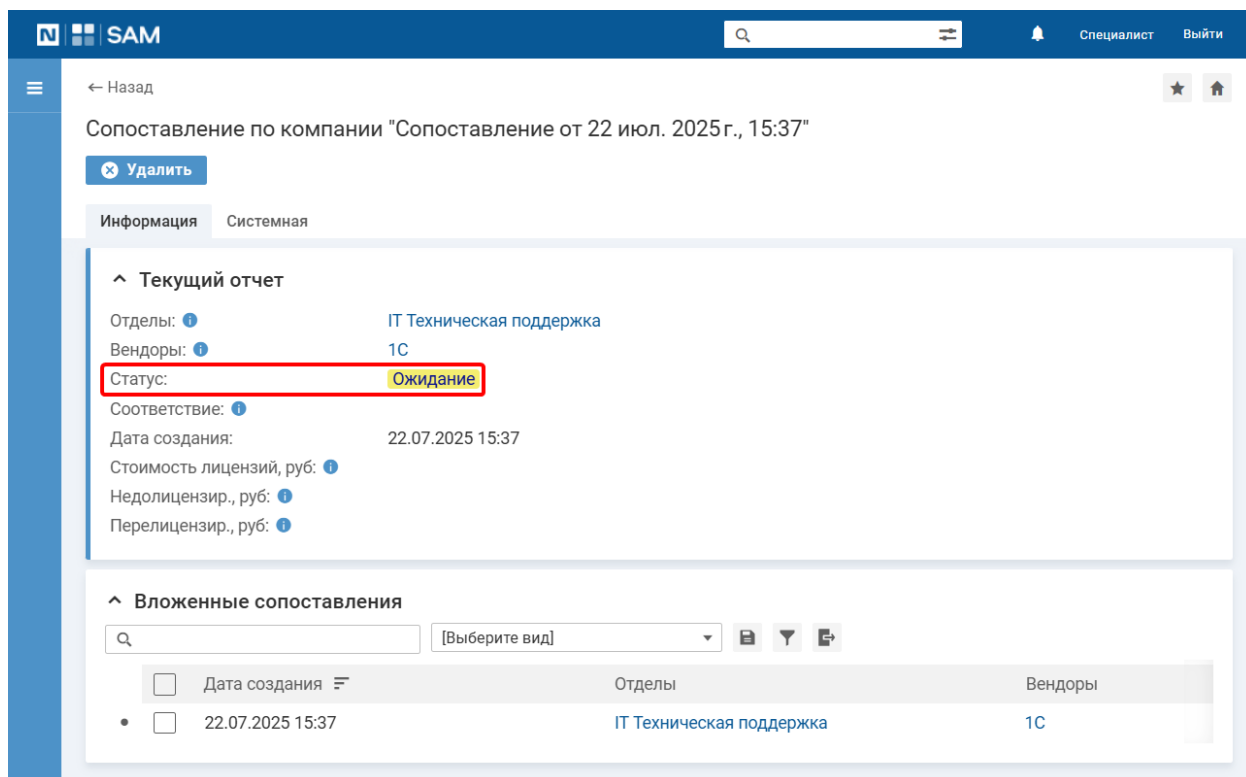 N SAM Специалист Выйти
← Назад
Сопоставление по компании "Сопоставление от 22 июл. 2025 г., 15:37"
Удалить
Информация Системная
Текущий отчет
Отделы: IT Техническая поддержка
Вендоры: 1С
Статус: Ожидание
Соответствие:
Дата создания: 22.07.2025 15:37
Стоимость лицензий, руб:
Недолицензир., руб:
Перелицензир., руб:
Вложенные сопоставления
[Выберите вид]
Дата создания Отделы Вендоры
22.07.2025 15:37 IT Техническая поддержка 1С